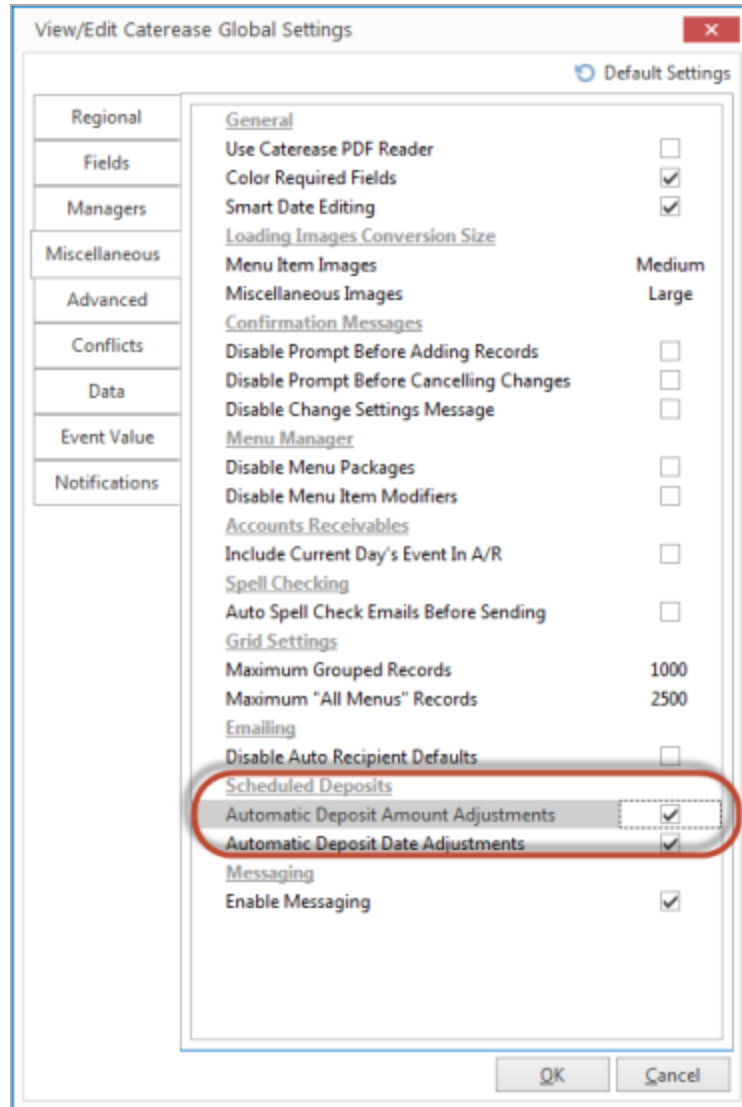 View/Edit Caterease Global Settings
Default Settings
Regional
Fields
Managers
Miscellaneous
Advanced
Conflicts
Data
Event Value
Notifications
General
Use Caterease PDF Reader
Color Required Fields
Smart Date Editing
Loading Images Conversion Size
Menu Item Images Medium
Miscellaneous Images Large
Confirmation Messages
Disable Prompt Before Adding Records
Disable Prompt Before Cancelling Changes
Disable Change Settings Message
Menu Manager
Disable Menu Packages
Disable Menu Item Modifiers
Accounts Receivables
Include Current Day's Event In A/R
Spell Checking
Auto Spell Check Emails Before Sending
Grid Settings
Maximum Grouped Records 1000
Maximum "All Menus" Records 2500
Emailing
Disable Auto Recipient Defaults
Scheduled Deposits
Automatic Deposit Amount Adjustments
Automatic Deposit Date Adjustments
Messaging
Enable Messaging
OK Cancel